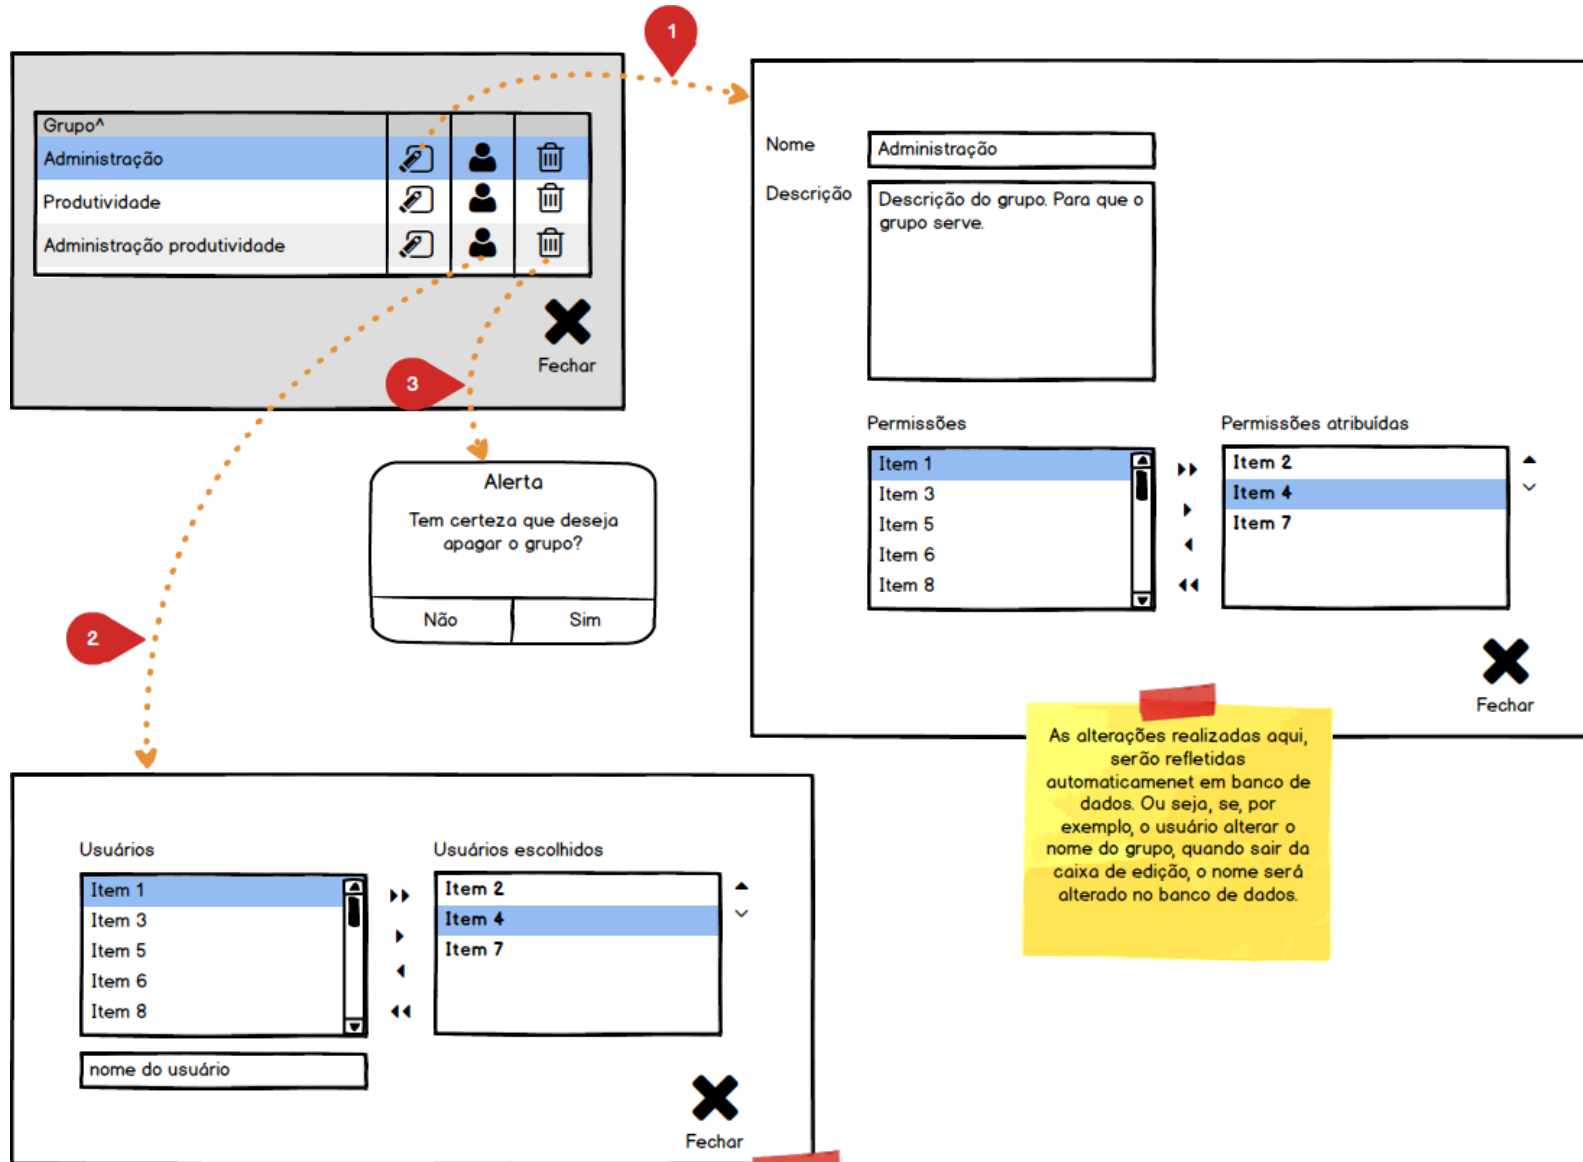 1
Grupo^
Administração
Produtividade
Administração produtividade
Fechar
Nome
Administração
Descrição
Descrição do grupo. Para que o
grupo serve.
Permissões
Item 1
Item 3
Item 5
Item 6
Item 8
Permissões atribuídas
Item 2
Item 4
Item 7
Fechar
3
Alerta
Tem certeza que deseja
apagar o grupo?
Não
Sim
2
As alterações realizadas aqui,
serão refletidas
automaticamenet em banco de
dados. Ou seja, se, por
exemplo, o usuário alterar o
nome do grupo, quando sair da
caixa de edição, o nome será
alterado no banco de dados.
Usuários
Item 1
Item 3
Item 5
Item 6
Item 8
nome do usuário
Usuários escolhidos
Item 2
Item 4
Item 7
Fechar